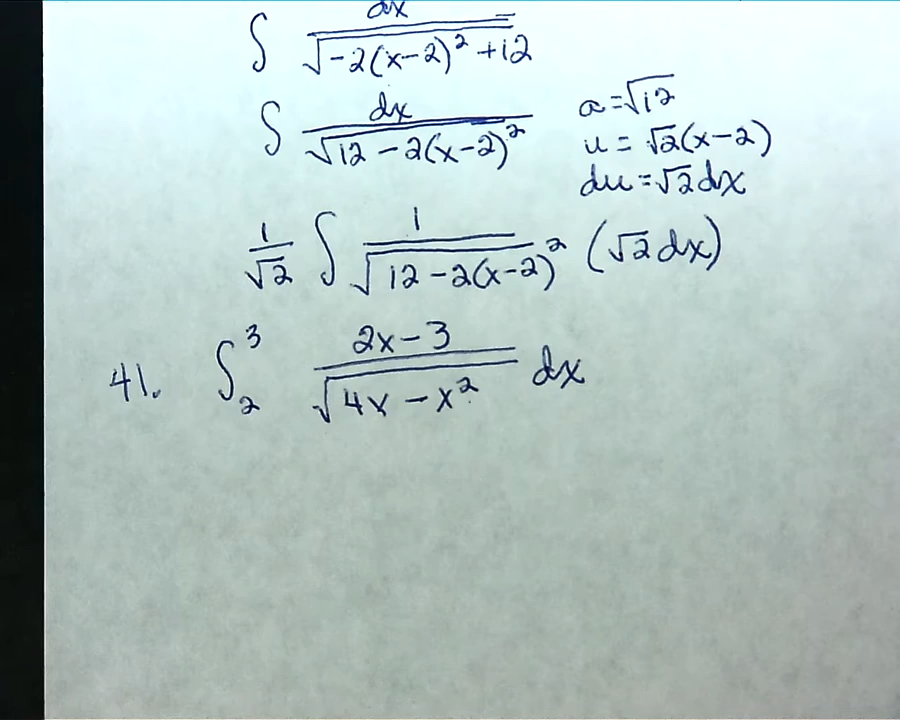 ∫ dx / √(-2(x-2)² + 12)
∫ dx / √(12 - 2(x-2)²)
a = √12
u = √2(x-2)
du = √2 dx
1/√2 ∫ 1 / √(12 - 2(x-2)²) (√2 dx)
41. ∫₂³ (2x - 3) / √(4x - x²) dx